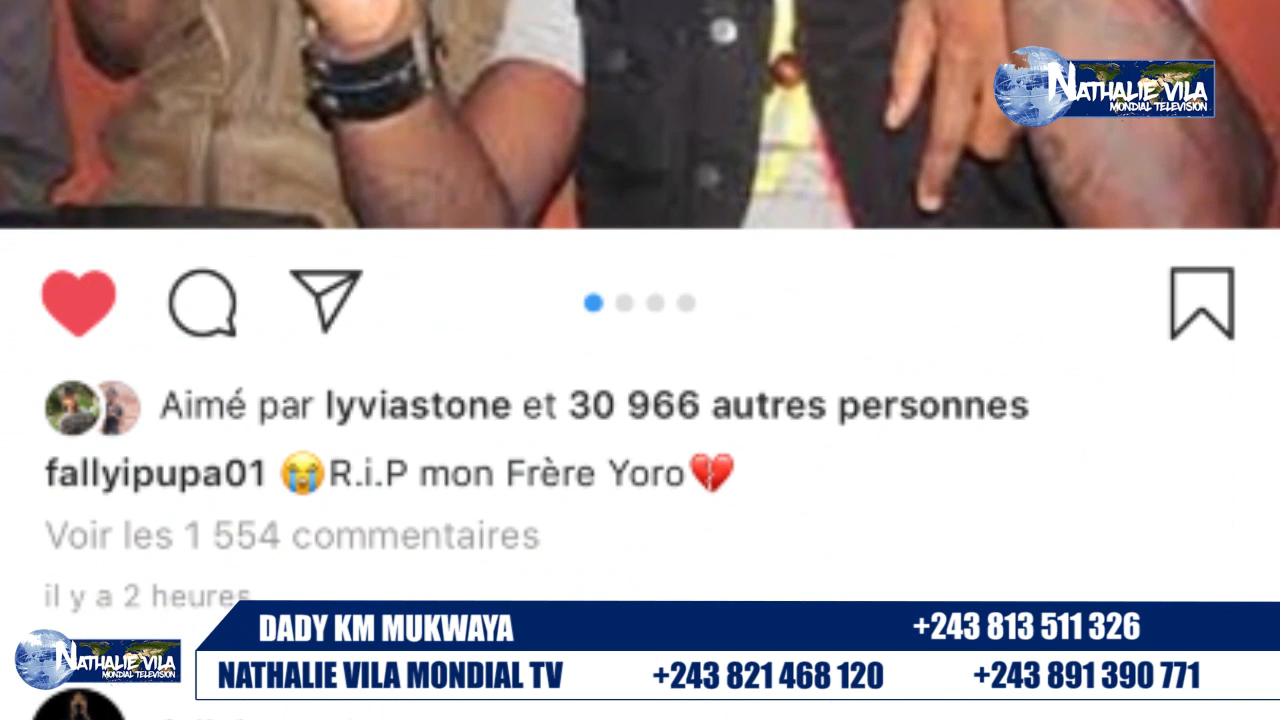 NATHALIE VILA
MONDIAL TELEVISION
Aimé par lyviastone et 30 966 autres personnes
fallyipupa01 😭R.i.P mon Frère Yoro💔
Voir les 1 554 commentaires
il y a 2 heures
DADY KM MUKWAYA +243 813 511 326
NATHALIE VILA
MONDIAL TELEVISION
NATHALIE VILA MONDIAL TV +243 821 468 120 +243 891 390 771